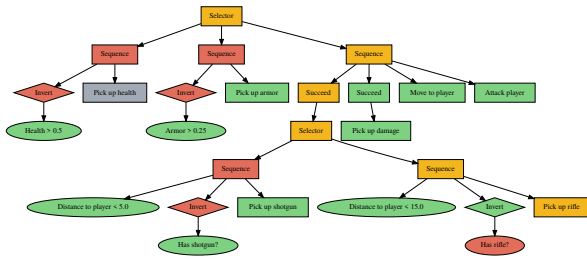 Selector
Sequence
Sequence
Sequence
Invert
Pick up health
Invert
Pick up armor
Succeed
Succeed
Move to player
Attack player
Health > 0.5
Armor > 0.25
Selector
Pick up damage
Sequence
Sequence
Distance to player < 5.0
Invert
Pick up shotgun
Distance to player < 15.0
Invert
Pick up rifle
Has shotgun?
Has rifle?